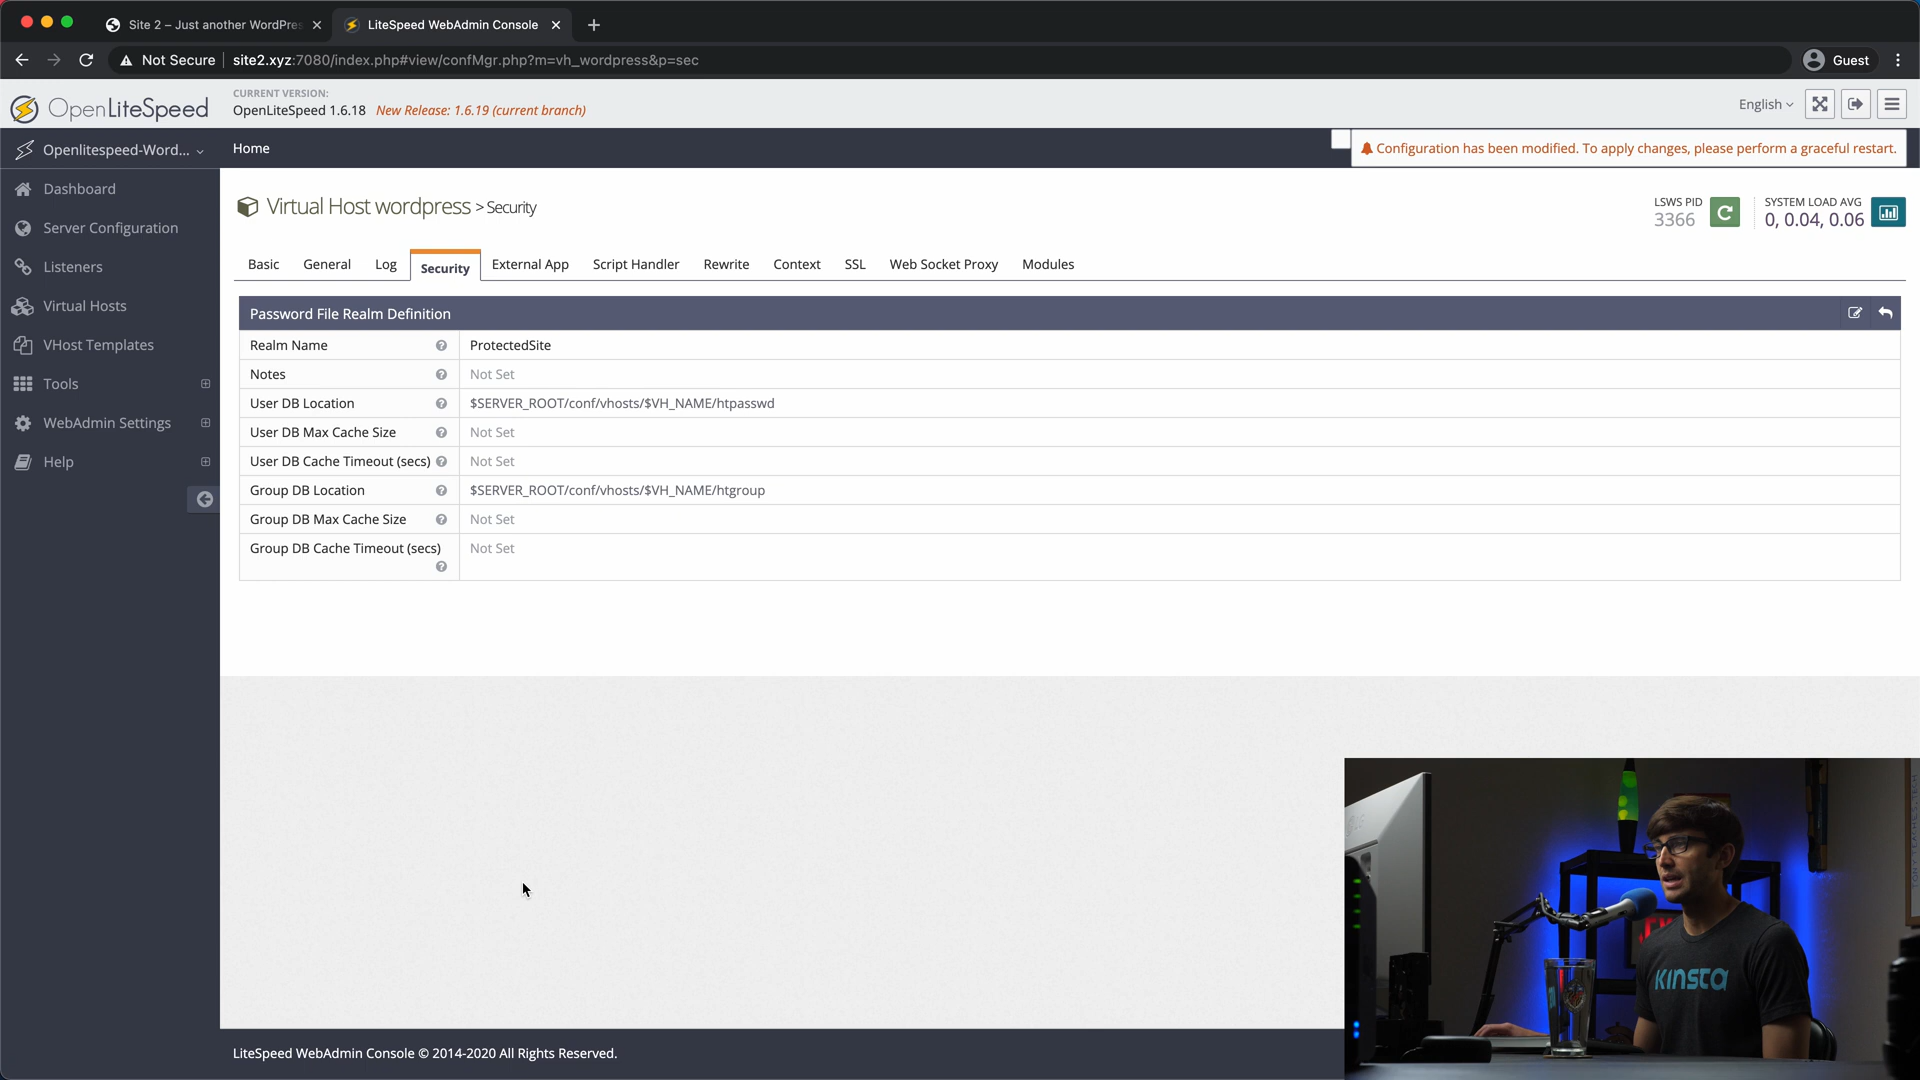 Site 2 – Just another WordPres
LiteSpeed WebAdmin Console
Not Secure
site2.xyz:7080/index.php#view/confMgr.php?m=vh_wordpress&p=sec
Guest
OpenLiteSpeed
CURRENT VERSION:
OpenLiteSpeed 1.6.18 New Release: 1.6.19 (current branch)
English
Openlitespeed-Word...
Home
Configuration has been modified. To apply changes, please perform a graceful restart.
Dashboard
Server Configuration
Listeners
Virtual Hosts
VHost Templates
Tools
WebAdmin Settings
Help
Virtual Host wordpress > Security
LSWS PID
3366
SYSTEM LOAD AVG
0, 0.04, 0.06
Basic General Log Security External App Script Handler Rewrite Context SSL Web Socket Proxy Modules
Password File Realm Definition
Realm Name ProtectedSite
Notes Not Set
User DB Location $SERVER_ROOT/conf/vhosts/$VH_NAME/htpasswd
User DB Max Cache Size Not Set
User DB Cache Timeout (secs) Not Set
Group DB Location $SERVER_ROOT/conf/vhosts/$VH_NAME/htgroup
Group DB Max Cache Size Not Set
Group DB Cache Timeout (secs) Not Set
KINSTA
LiteSpeed WebAdmin Console © 2014-2020 All Rights Reserved.